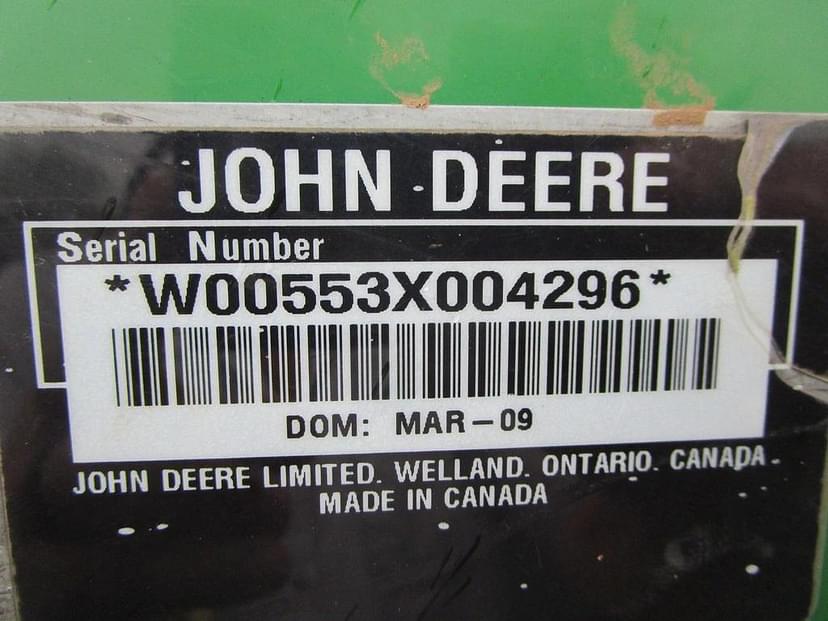 JOHN DEERE
Serial Number
*W00553X004296*
DOM: MAR-09
JOHN DEERE LIMITED. WELLAND. ONTARIO. CANADA.
MADE IN CANADA